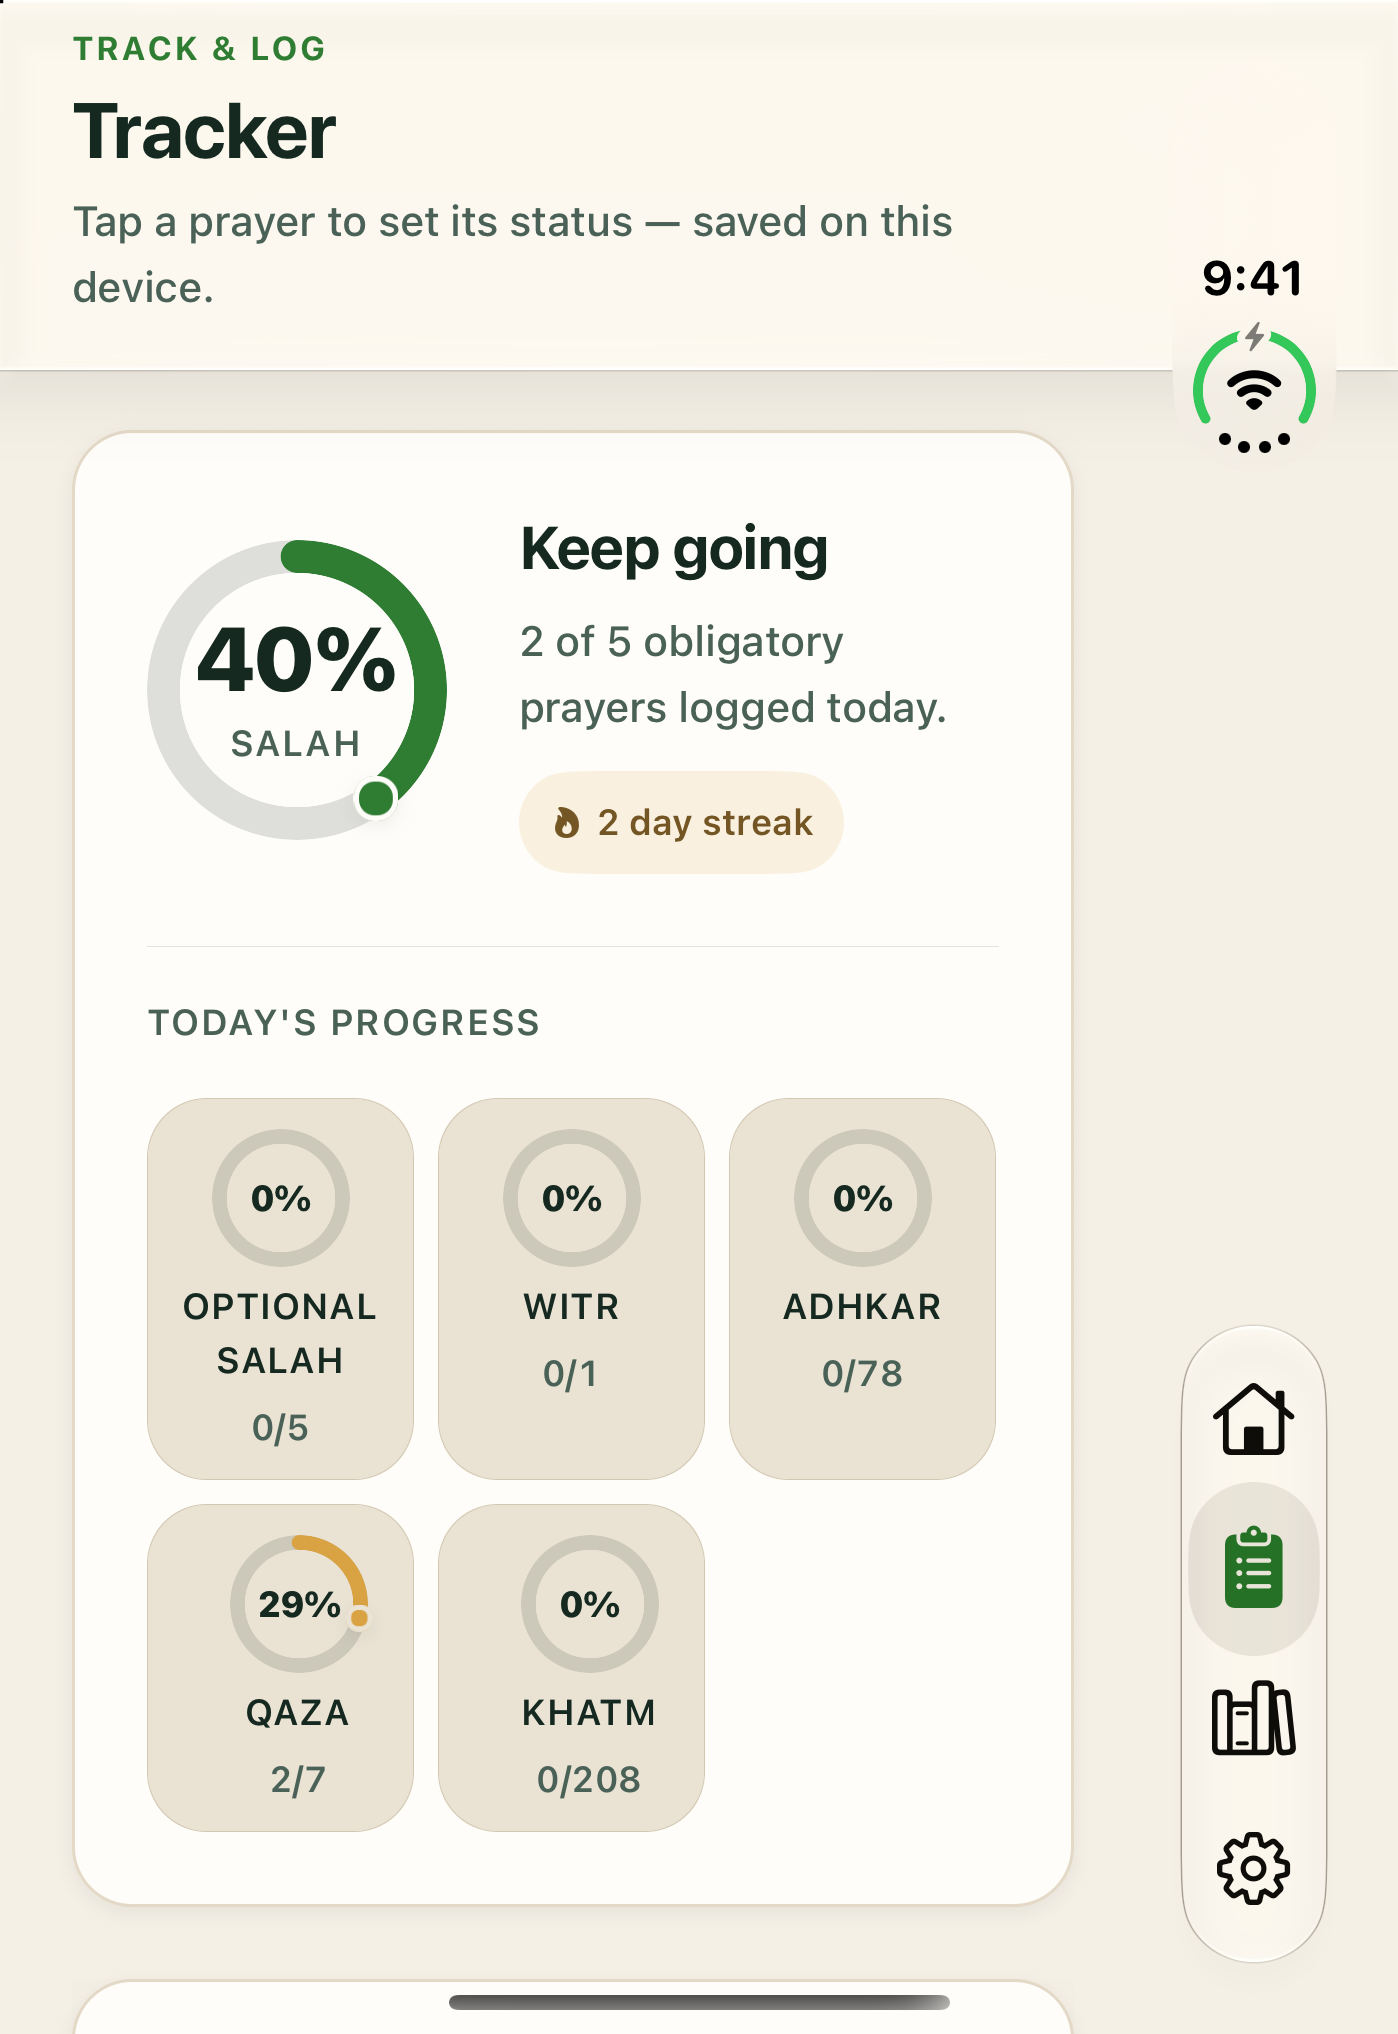 TRACK & LOG
Tracker
Tap a prayer to set its status — saved on this
device.
9:41
40%
SALAH
Keep going
2 of 5 obligatory
prayers logged today.
2 day streak
TODAY'S PROGRESS
0%
OPTIONAL
SALAH
0/5
0%
WITR
0/1
0%
ADHKAR
0/78
29%
QAZA
2/7
0%
KHATM
0/208